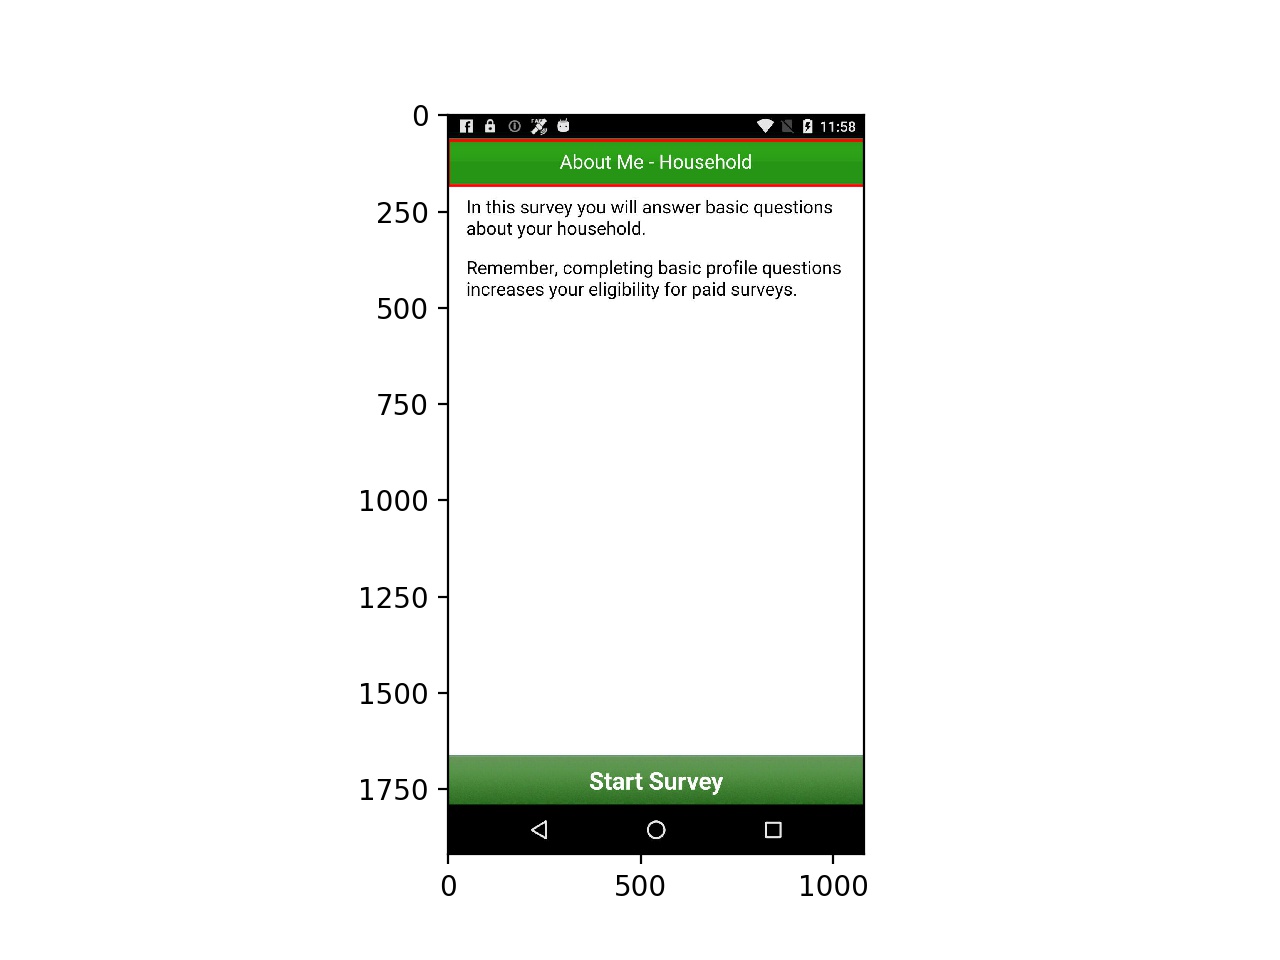 0
250
500
750
1000
1250
1500
1750
11:58
About Me - Household
In this survey you will answer basic questions
about your household.
Remember, completing basic profile questions
increases your eligibility for paid surveys.
Start Survey
0
500
1000